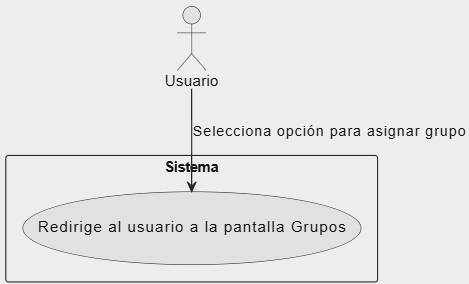 Usuario
Selecciona opción para asignar grupo
Sistema
Redirige al usuario a la pantalla Grupos